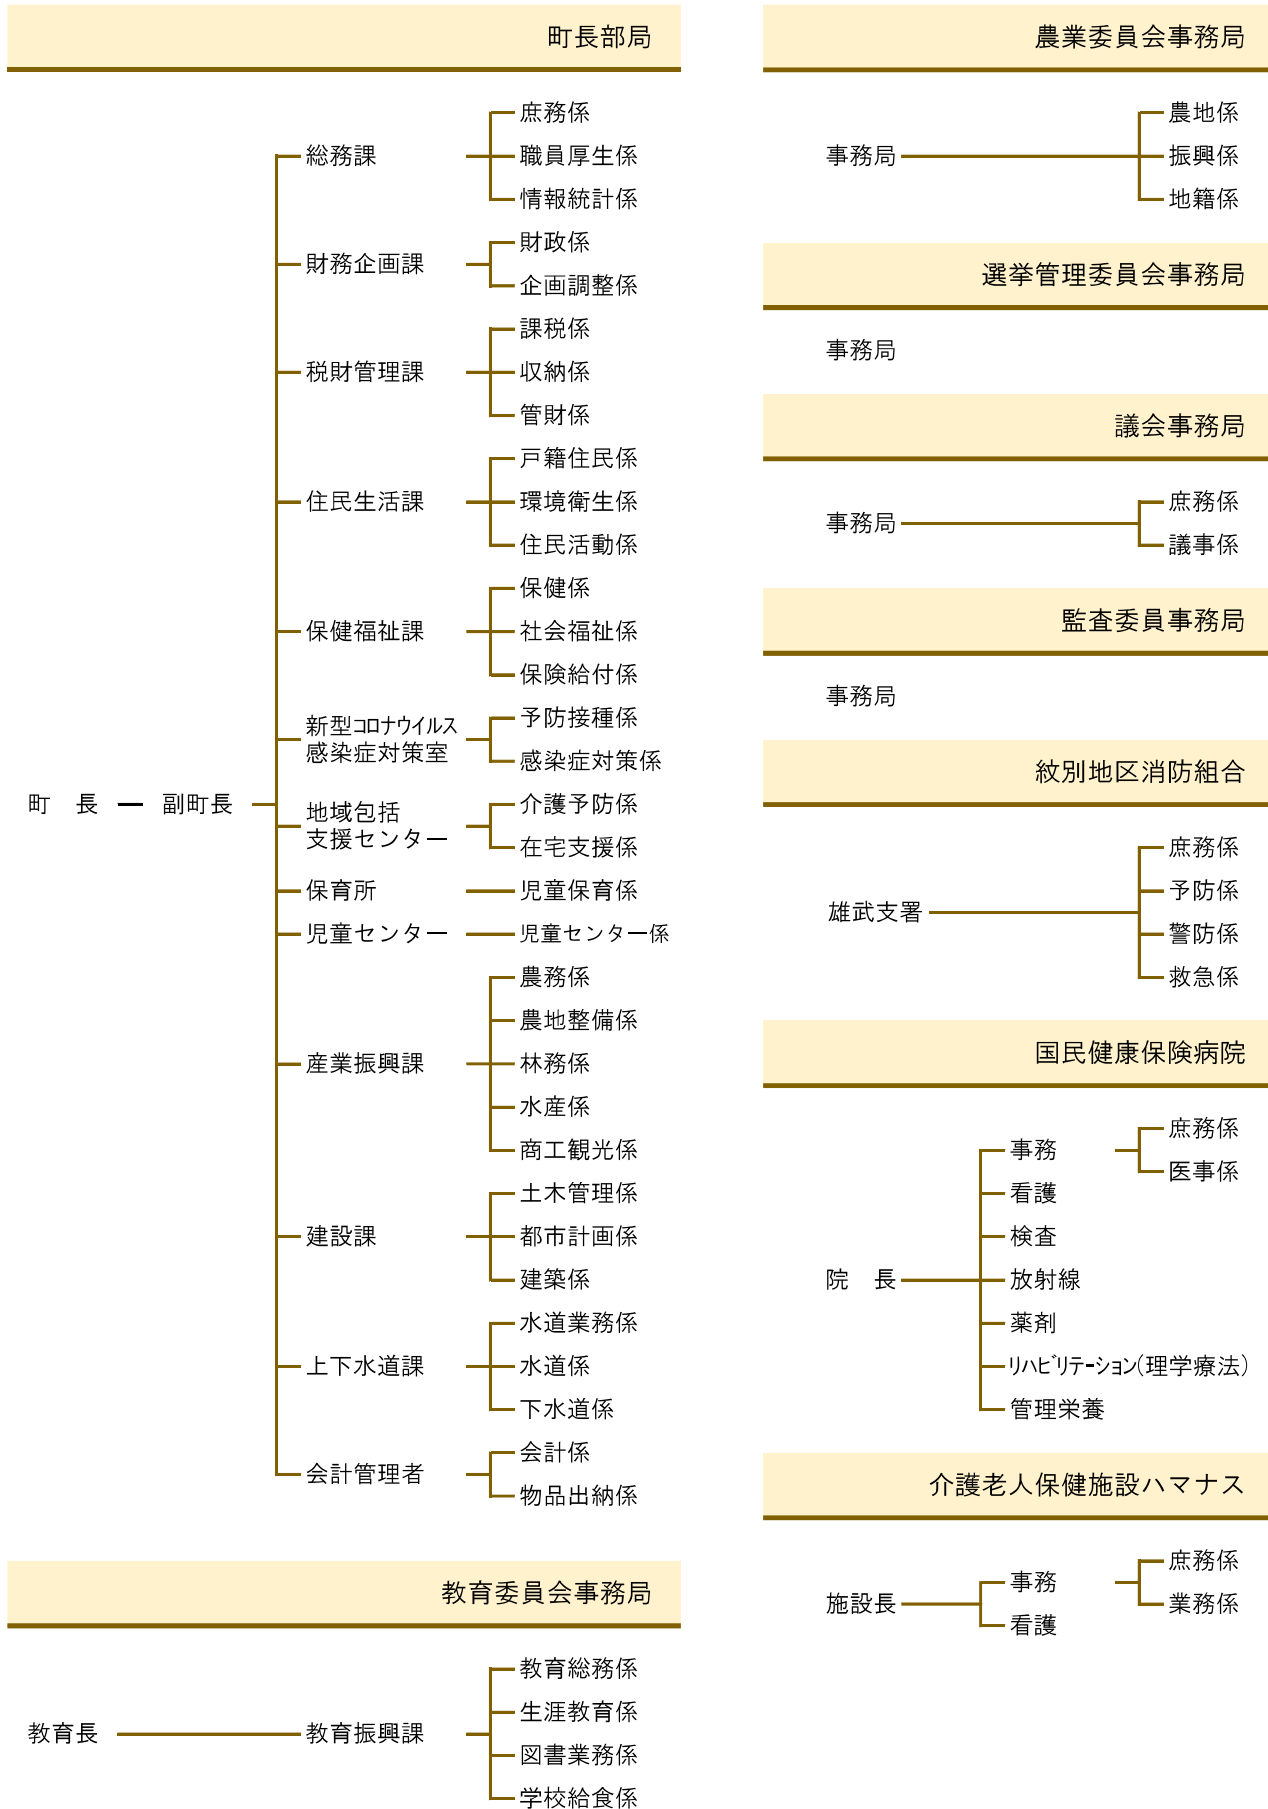 町長部局
町　長
副町長
総務課
庶務係
職員厚生係
情報統計係
財務企画課
財政係
企画調整係
税財管理課
課税係
収納係
管財係
住民生活課
戸籍住民係
環境衛生係
住民活動係
保健福祉課
保健係
社会福祉係
保険給付係
新型コロナウイルス
感染症対策室
予防接種係
感染症対策係
地域包括
支援センター
介護予防係
在宅支援係
保育所
児童保育係
児童センター
児童センター係
産業振興課
農務係
農地整備係
林務係
水産係
商工観光係
建設課
土木管理係
都市計画係
建築係
上下水道課
水道業務係
水道係
下水道係
会計管理者
会計係
物品出納係
教育委員会事務局
教育長
教育振興課
教育総務係
生涯教育係
図書業務係
学校給食係
農業委員会事務局
事務局
農地係
振興係
地籍係
選挙管理委員会事務局
事務局
議会事務局
事務局
庶務係
議事係
監査委員事務局
事務局
紋別地区消防組合
雄武支署
庶務係
予防係
警防係
救急係
国民健康保険病院
院　長
事務
庶務係
医事係
看護
検査
放射線
薬剤
リハビリテーション(理学療法)
管理栄養
介護老人保健施設ハマナス
施設長
事務
庶務係
業務係
看護